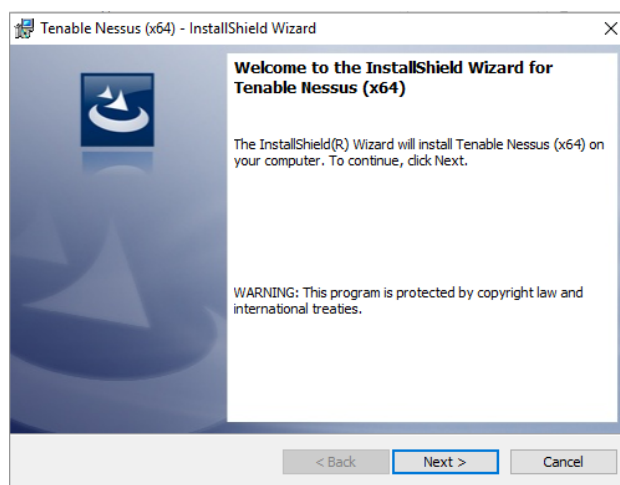 Tenable Nessus (x64) - InstallShield Wizard
Welcome to the InstallShield Wizard for
Tenable Nessus (x64)
The InstallShield(R) Wizard will install Tenable Nessus (x64) on
your computer. To continue, click Next.
WARNING: This program is protected by copyright law and
international treaties.
< Back
Next >
Cancel